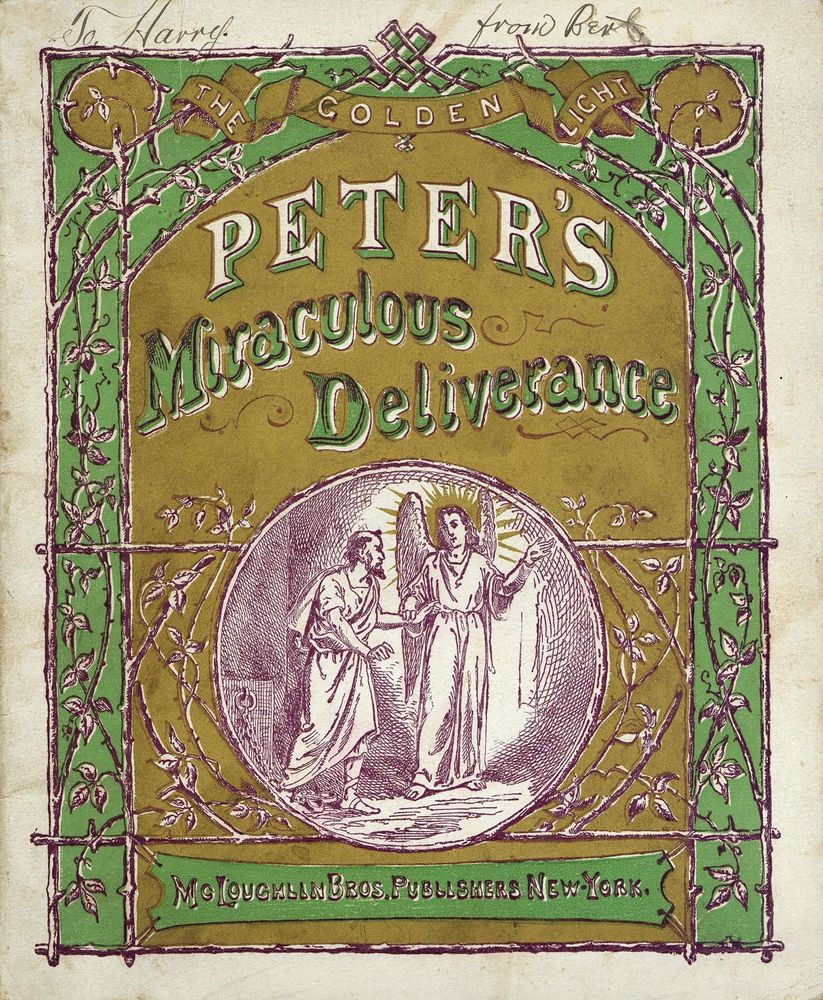 To Harry. from Bert
THE GOLDEN LIGHT
PETER'S
Miraculous
Deliverance
McLOUGHLIN BROS. PUBLISHERS NEW-YORK.